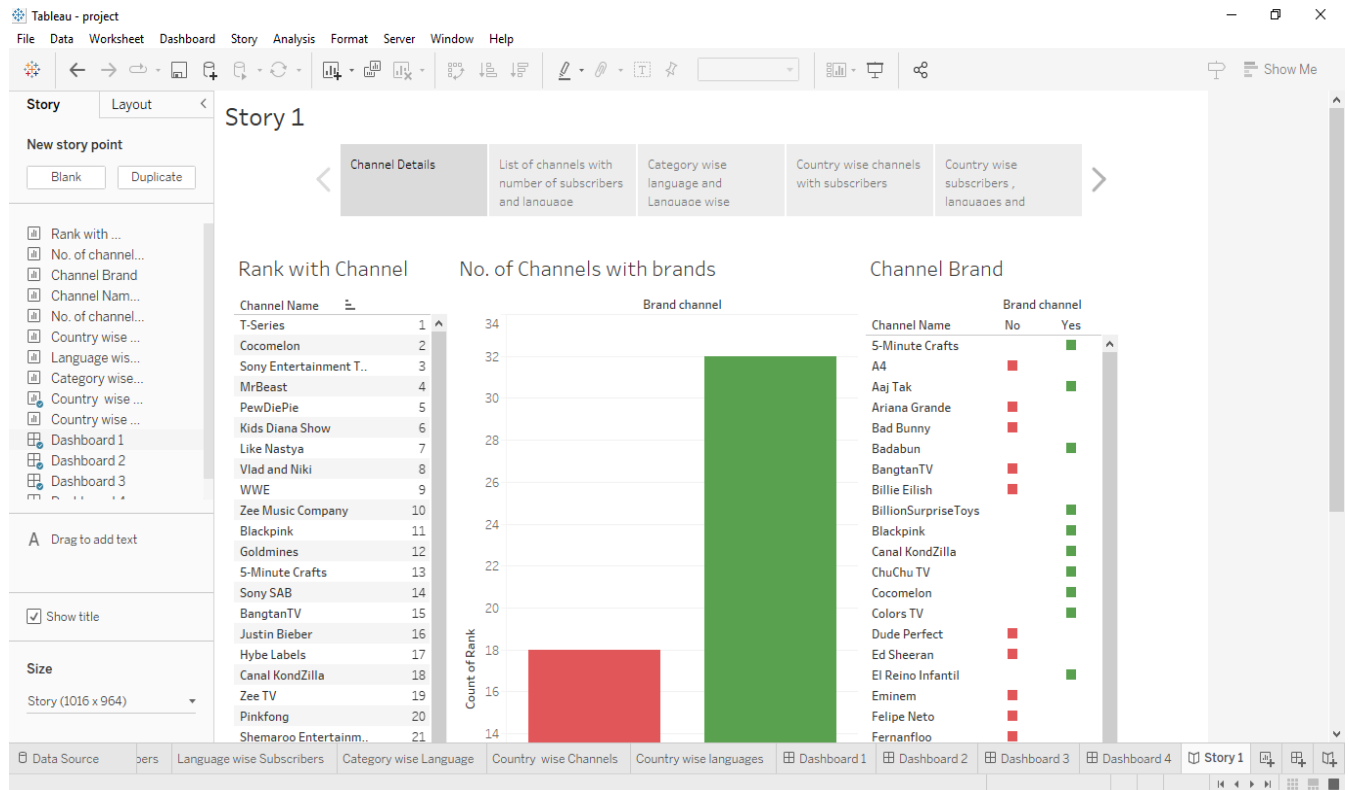 Tableau - project
File Data Worksheet Dashboard Story Analysis Format Server Window Help
Show Me
Story Layout
New story point
Blank Duplicate
Rank with ...
No. of channel...
Channel Brand
Channel Nam...
No. of channel...
Country wise ...
Language wis...
Category wise...
Country wise ...
Country wise ...
Dashboard 1
Dashboard 2
Dashboard 3
A Drag to add text
Show title
Size
Story (1016 x 964)
Story 1
Channel Details
List of channels with
number of subscribers
and language
Category wise
language and
Language wise
Country wise channels
with subscribers
Country wise
subscribers ,
languages and
Rank with Channel
Channel Name
T-Series 1
Cocomelon 2
Sony Entertainment T.. 3
MrBeast 4
PewDiePie 5
Kids Diana Show 6
Like Nastya 7
Vlad and Niki 8
WWE 9
Zee Music Company 10
Blackpink 11
Goldmines 12
5-Minute Crafts 13
Sony SAB 14
BangtanTV 15
Justin Bieber 16
Hybe Labels 17
Canal KondZilla 18
Zee TV 19
Pinkfong 20
Shemaroo Entertainm.. 21
No. of Channels with brands
Brand channel
34
32
30
28
26
24
22
20
18
16
14
Count of Rank
Channel Brand
Brand channel
Channel Name No Yes
5-Minute Crafts
A4
Aaj Tak
Ariana Grande
Bad Bunny
Badabun
BangtanTV
Billie Eilish
BillionSurpriseToys
Blackpink
Canal KondZilla
ChuChu TV
Cocomelon
Colors TV
Dude Perfect
Ed Sheeran
El Reino Infantil
Eminem
Felipe Neto
Fernanfloo
Data Source bers Language wise Subscribers Category wise Language Country wise Channels Country wise languages Dashboard 1 Dashboard 2 Dashboard 3 Dashboard 4 Story 1